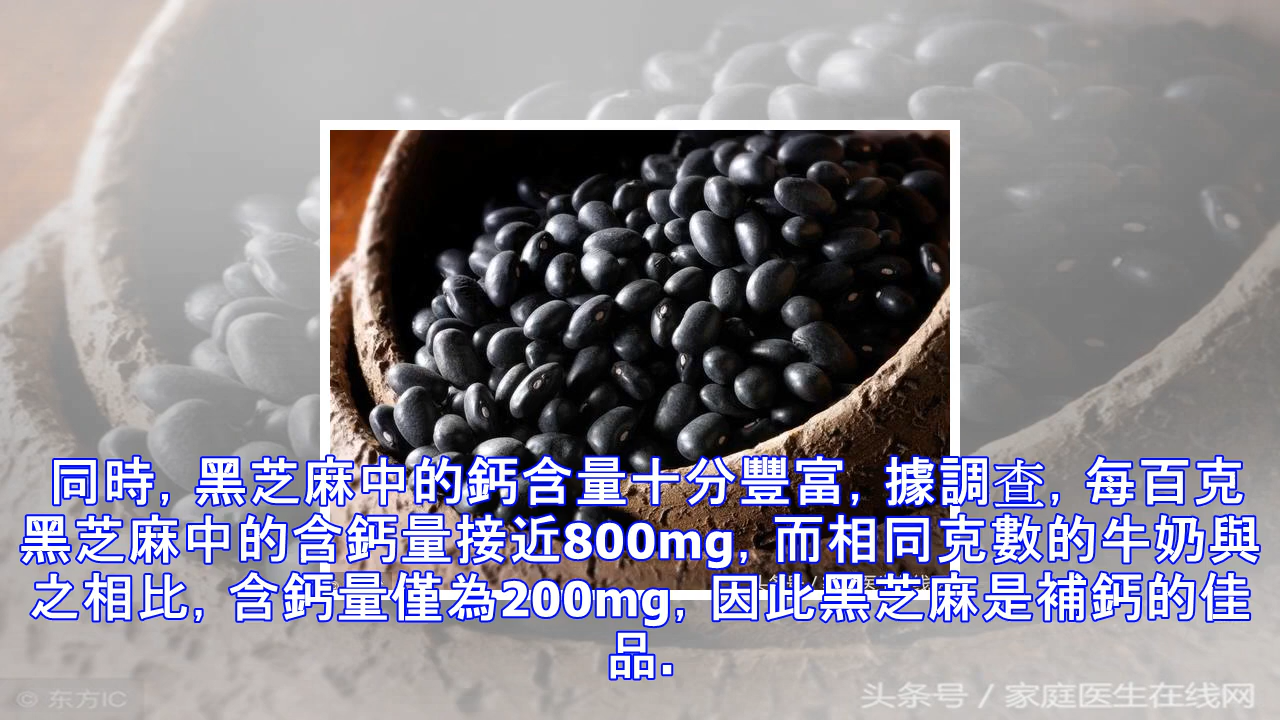 同時, 黑芝麻中的鈣含量十分豐富, 據調查, 每百克
黑芝麻中的含鈣量接近800mg, 而相同克數的牛奶與
之相比, 含鈣量僅為200mg, 因此黑芝麻是補鈣的佳
品.
© 东方IC
头条号 / 家庭医生在线网